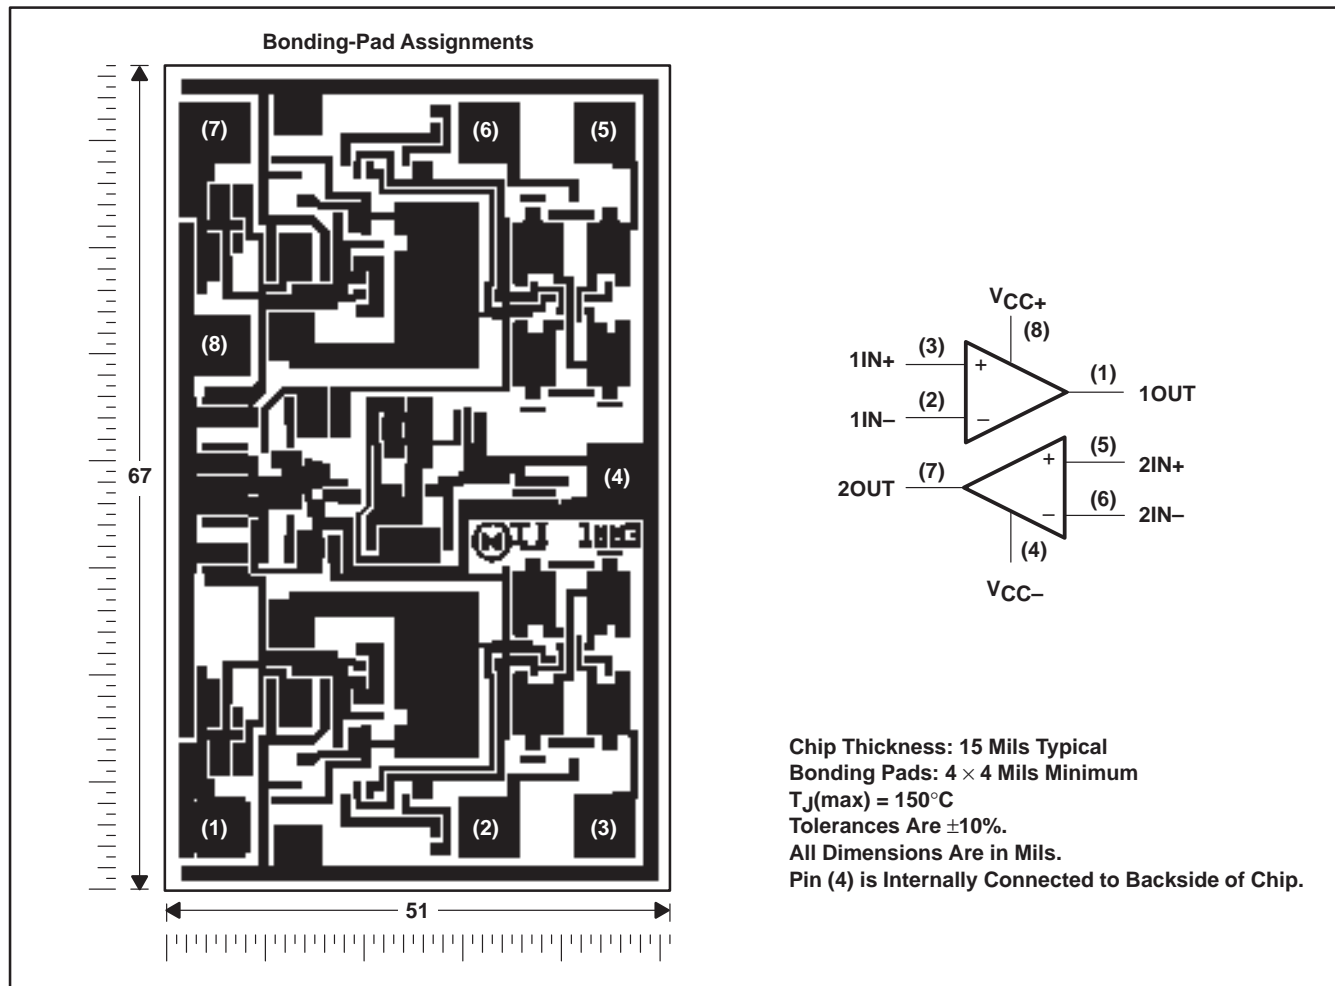 Bonding-Pad Assignments
(7)
(6)
(5)
(8)
(4)
(1)
(2)
(3)
67
51
VCC+
(8)
1IN+
(3)
+
(1)
1OUT
1IN–
(2)
–
(5)
+
2IN+
2OUT
(7)
(6)
–
2IN–
(4)
VCC–
Chip Thickness: 15 Mils Typical
Bonding Pads: 4 × 4 Mils Minimum
TJ(max) = 150°C
Tolerances Are ±10%.
All Dimensions Are in Mils.
Pin (4) is Internally Connected to Backside of Chip.